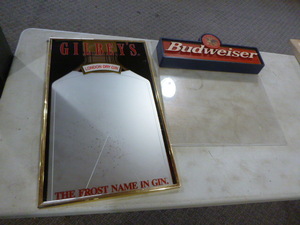 GILBEY'S.
LONDON DRY GIN
THE FROST NAME IN GIN.
Budweiser